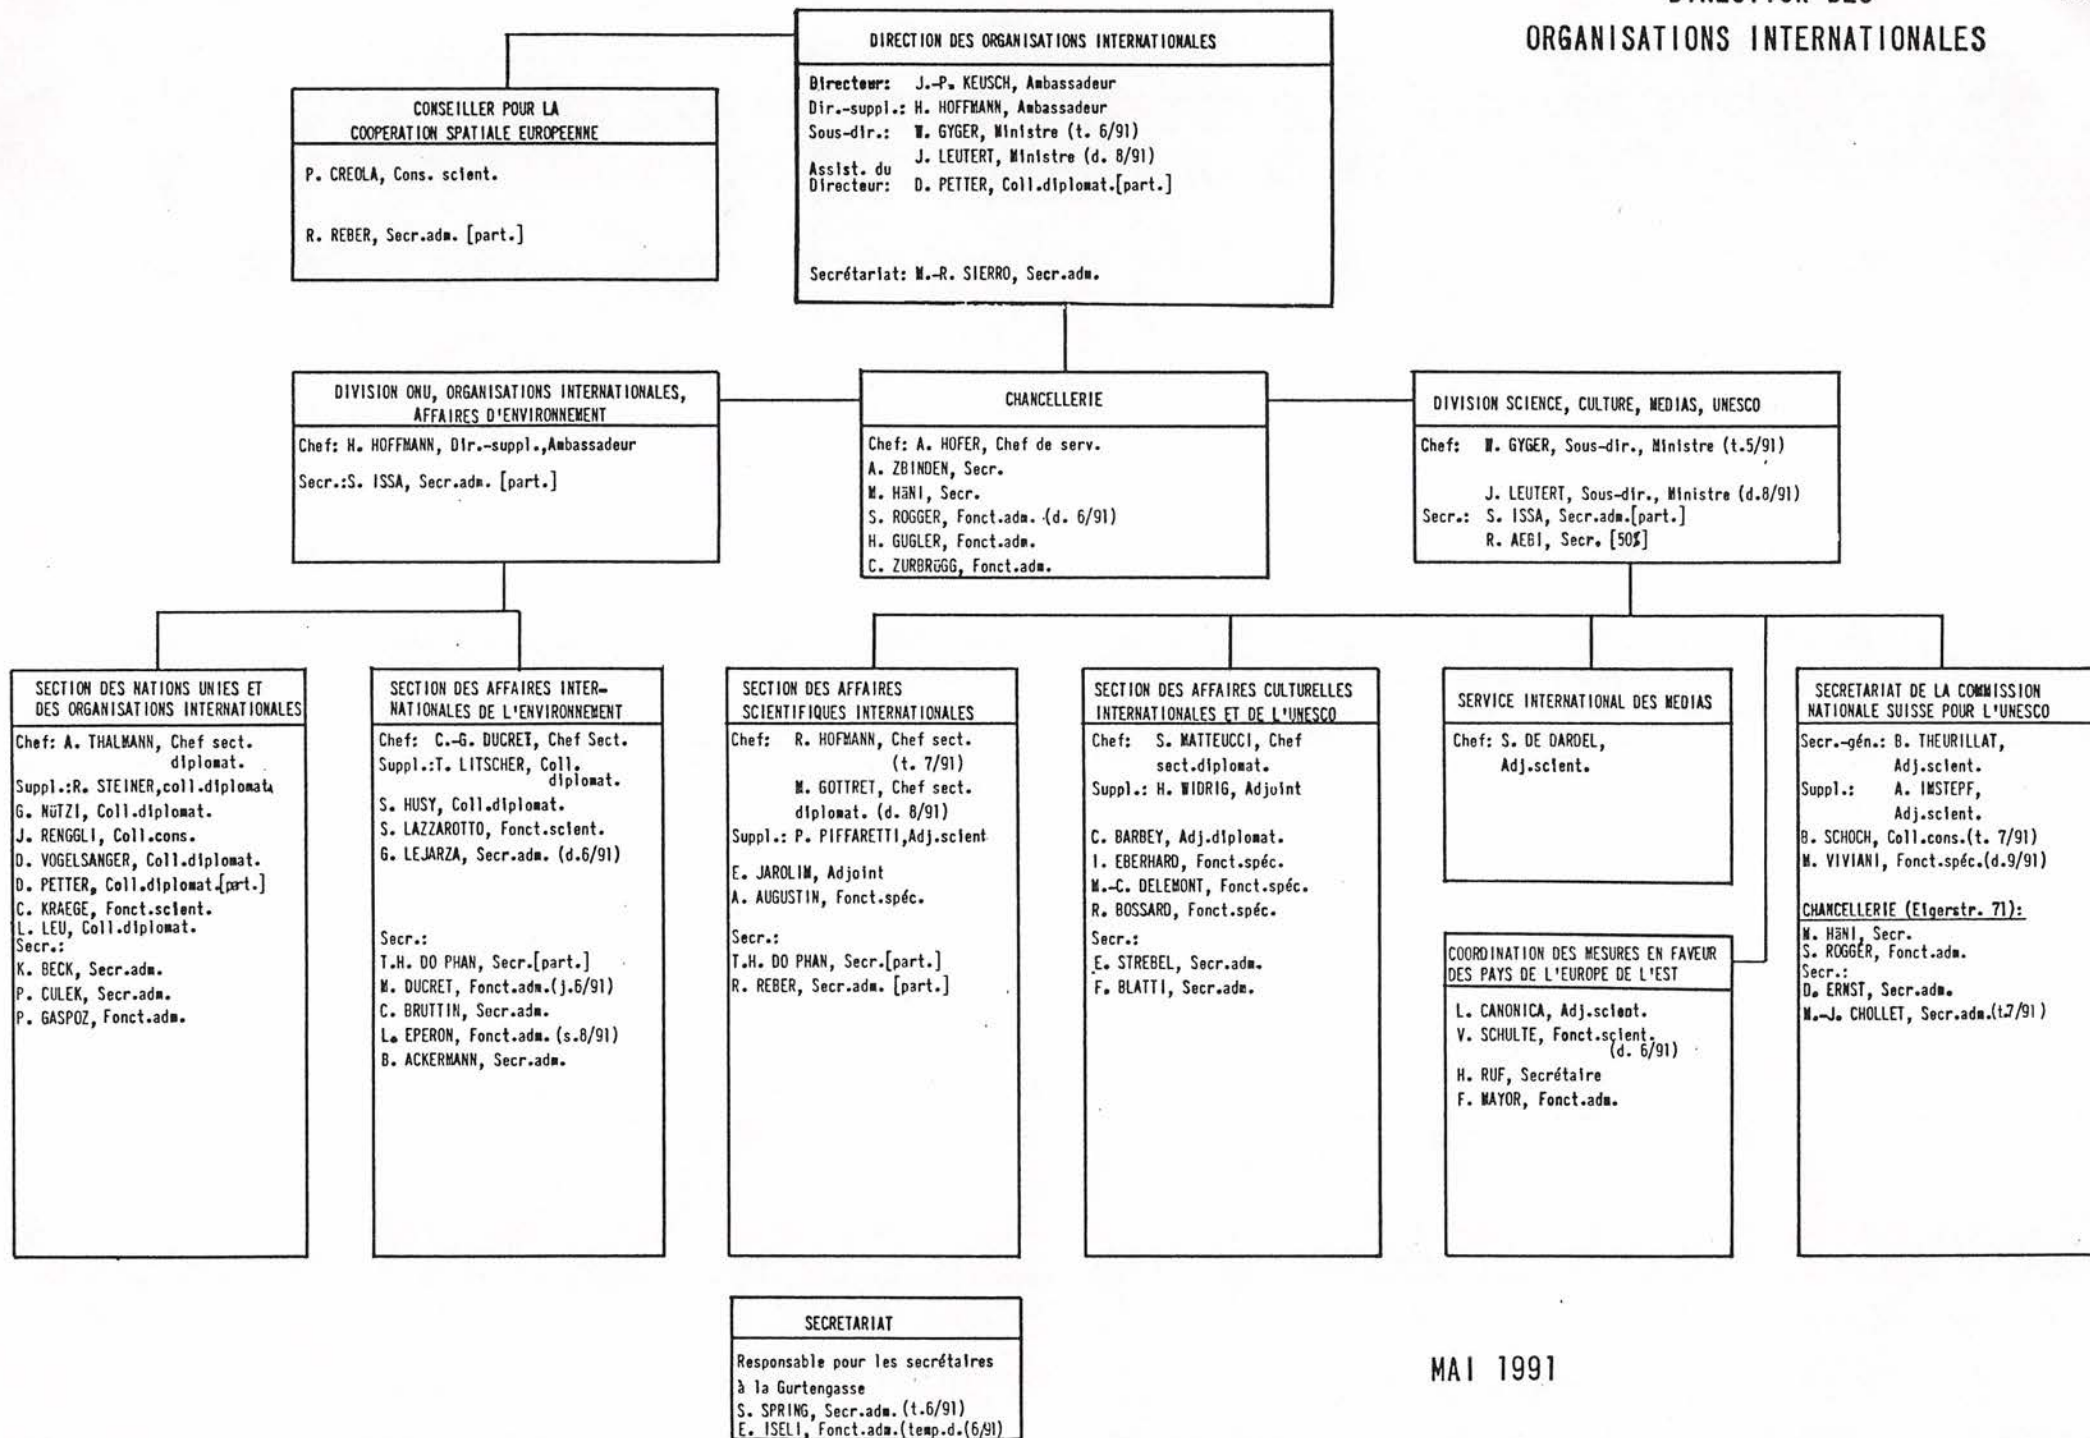 ORGANISATIONS INTERNATIONALES
DIRECTION DES ORGANISATIONS INTERNATIONALES
Directeur: J.-P. KEUSCH, Ambassadeur
Dir.-suppl.: H. HOFFMANN, Ambassadeur
Sous-dir.: W. GYGER, Ministre (t. 6/91)
J. LEUTERT, Ministre (d. 8/91)
Assist. du
Directeur: D. PETTER, Coll.diplomat.[part.]
Secrétariat: M.-R. SIERRO, Secr.adm.
CONSEILLER POUR LA
COOPERATION SPATIALE EUROPEENNE
P. CREOLA, Cons. scient.
R. REBER, Secr.adm. [part.]
DIVISION ONU, ORGANISATIONS INTERNATIONALES,
AFFAIRES D'ENVIRONNEMENT
Chef: H. HOFFMANN, Dir.-suppl.,Ambassadeur
Secr.:S. ISSA, Secr.adm. [part.]
CHANCELLERIE
Chef: A. HOFER, Chef de serv.
A. ZBINDEN, Secr.
M. HäNI, Secr.
S. ROGGER, Fonct.adm. (d. 6/91)
H. GUGLER, Fonct.adm.
C. ZURBRüGG, Fonct.adm.
DIVISION SCIENCE, CULTURE, MEDIAS, UNESCO
Chef: W. GYGER, Sous-dir., Ministre (t.5/91)
J. LEUTERT, Sous-dir., Ministre (d.8/91)
Secr.: S. ISSA, Secr.adm.[part.]
R. AEBI, Secr. [50%]
SECTION DES NATIONS UNIES ET
DES ORGANISATIONS INTERNATIONALES
Chef: A. THALMANN, Chef sect.
diplomat.
Suppl.:R. STEINER,coll.diplomat.
G. NüTZI, Coll.diplomat.
J. RENGGLI, Coll.cons.
D. VOGELSANGER, Coll.diplomat.
D. PETTER, Coll.diplomat.[part.]
C. KRAEGE, Fonct.scient.
L. LEU, Coll.diplomat.
Secr.:
K. BECK, Secr.adm.
P. CULEK, Secr.adm.
P. GASPOZ, Fonct.adm.
SECTION DES AFFAIRES INTER-
NATIONALES DE L'ENVIRONNEMENT
Chef: C.-G. DUCRET, Chef Sect.
Suppl.:T. LITSCHER, Coll.
diplomat.
S. HUSY, Coll.diplomat.
S. LAZZAROTTO, Fonct.scient.
G. LEJARZA, Secr.adm. (d.6/91)
Secr.:
T.H. DO PHAN, Secr.[part.]
M. DUCRET, Fonct.adm.(j.6/91)
C. BRUTTIN, Secr.adm.
L. EPERON, Fonct.adm. (s.8/91)
B. ACKERMANN, Secr.adm.
SECTION DES AFFAIRES
SCIENTIFIQUES INTERNATIONALES
Chef: R. HOFMANN, Chef sect.
(t. 7/91)
M. GOTTRET, Chef sect.
diplomat. (d. 8/91)
Suppl.: P. PIFFARETTI,Adj.scient
E. JAROLIM, Adjoint
A. AUGUSTIN, Fonct.spéc.
Secr.:
T.H. DO PHAN, Secr.[part.]
R. REBER, Secr.adm. [part.]
SECTION DES AFFAIRES CULTURELLES
INTERNATIONALES ET DE L'UNESCO
Chef: S. MATTEUCCI, Chef
sect.diplomat.
Suppl.: H. WIDRIG, Adjoint
C. BARBEY, Adj.diplomat.
I. EBERHARD, Fonct.spéc.
M.-C. DELEMONT, Fonct.spéc.
R. BOSSARD, Fonct.spéc.
Secr.:
E. STREBEL, Secr.adm.
F. BLATTI, Secr.adm.
SERVICE INTERNATIONAL DES MEDIAS
Chef: S. DE DARDEL,
Adj.scient.
COORDINATION DES MESURES EN FAVEUR
DES PAYS DE L'EUROPE DE L'EST
L. CANONICA, Adj.scient.
V. SCHULTE, Fonct.scient.
(d. 6/91)
H. RUF, Secrétaire
F. MAYOR, Fonct.adm.
SECRETARIAT DE LA COMMISSION
NATIONALE SUISSE POUR L'UNESCO
Secr.-gén.: B. THEURILLAT,
Adj.scient.
Suppl.: A. IMSTEPF,
Adj.scient.
B. SCHOCH, Coll.cons.(t. 7/91)
M. VIVIANI, Fonct.spéc.(d.9/91)
CHANCELLERIE (Eigerstr. 71):
M. HäNI, Secr.
S. ROGGER, Fonct.adm.
Secr.:
D. ERNST, Secr.adm.
M.-J. CHOLLET, Secr.adm.(t.7/91)
SECRETARIAT
Responsable pour les secrétaires
à la Gurtengasse
S. SPRING, Secr.adm. (t.6/91)
E. ISELI, Fonct.adm.(temp.d.(6/91)
MAI 1991